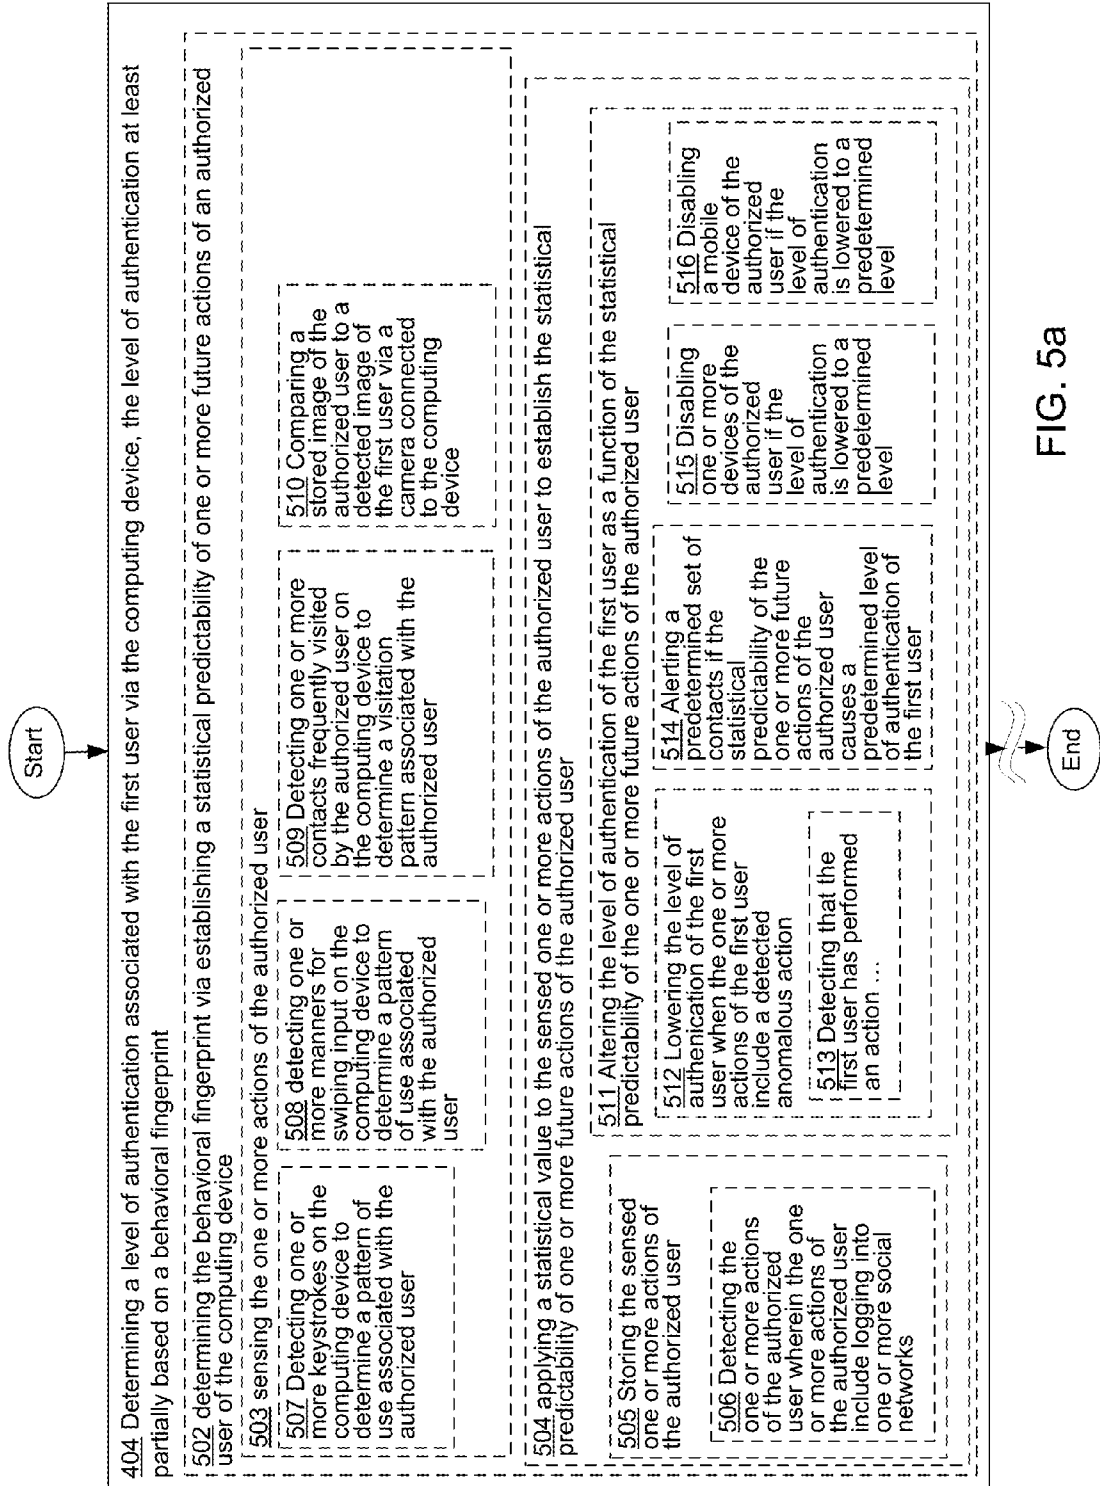 Start
404 Determining a level of authentication associated with the first user via the computing device, the level of authentication at least
partially based on a behavioral fingerprint
502 determining the behavioral fingerprint via establishing a statistical predictability of one or more future actions of an authorized
user of the computing device
503 sensing the one or more actions of the authorized user
507 Detecting one or
more keystrokes on the
computing device to
determine a pattern of
use associated with the
authorized user
508 detecting one or
more manners for
swiping input on the
computing device to
determine a pattern
of use associated
with the authorized
user
509 Detecting one or more
contacts frequently visited
by the authorized user on
the computing device to
determine a visitation
pattern associated with the
authorized user
510 Comparing a
stored image of the
authorized user to a
detected image of
the first user via a
camera connected
to the computing
device
504 applying a statistical value to the sensed one or more actions of the authorized user to establish the statistical
predictability of one or more future actions of the authorized user
505 Storing the sensed
one or more actions of
the authorized user
506 Detecting the
one or more actions
of the authorized
user wherein the one
or more actions of
the authorized user
include logging into
one or more social
networks
511 Altering the level of authentication of the first user as a function of the statistical
predictability of the one or more future actions of the authorized user
512 Lowering the level of
authentication of the first
user when the one or more
actions of the first user
include a detected
anomalous action
513 Detecting that the
first user has performed
an action ...
514 Alerting a
predetermined set of
contacts if the
statistical
predictability of the
one or more future
actions of the
authorized user
causes a
predetermined level
of authentication of
the first user
515 Disabling
one or more
devices of the
authorized
user if the
level of
authentication
is lowered to a
predetermined
level
516 Disabling
a mobile
device of the
authorized
user if the
level of
authentication
is lowered to a
predetermined
level
End
FIG. 5a